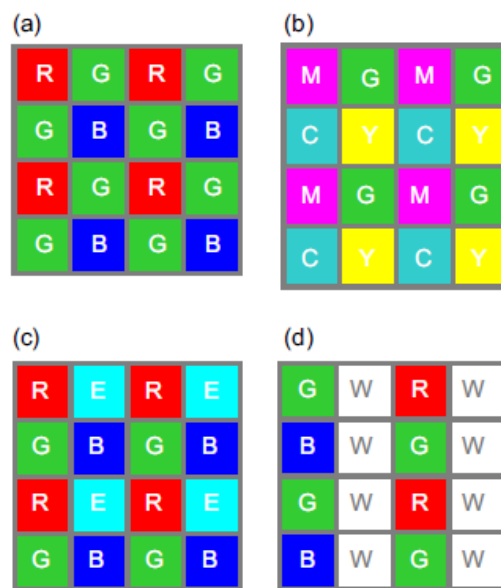 (a)
R G R G
G B G B
R G R G
G B G B
(b)
M G M G
C Y C Y
M G M G
C Y C Y
(c)
R E R E
G B G B
R E R E
G B G B
(d)
G W R W
B W G W
G W R W
B W G W